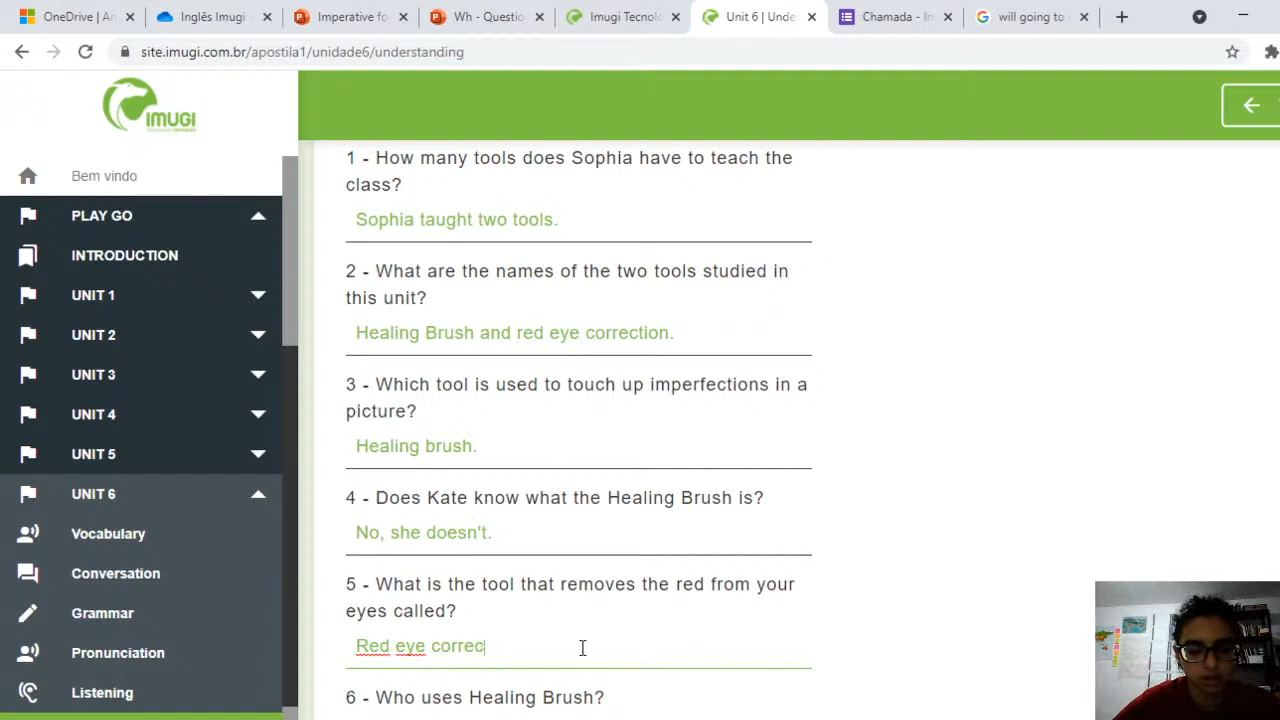 OneDrive | Ar
Inglês Imugi -
Imperative fo
Wh - Questio
Imugi Tecnolo
Unit 6 | Unde
Chamada - In
will going to
site.imugi.com.br/apostila1/unidade6/understanding
IMUGI
Bem vindo
PLAY GO
INTRODUCTION
UNIT 1
UNIT 2
UNIT 3
UNIT 4
UNIT 5
UNIT 6
Vocabulary
Conversation
Grammar
Pronunciation
Listening
1 - How many tools does Sophia have to teach the
class?
Sophia taught two tools.
2 - What are the names of the two tools studied in
this unit?
Healing Brush and red eye correction.
3 - Which tool is used to touch up imperfections in a
picture?
Healing brush.
4 - Does Kate know what the Healing Brush is?
No, she doesn't.
5 - What is the tool that removes the red from your
eyes called?
Red eye correc
6 - Who uses Healing Brush?